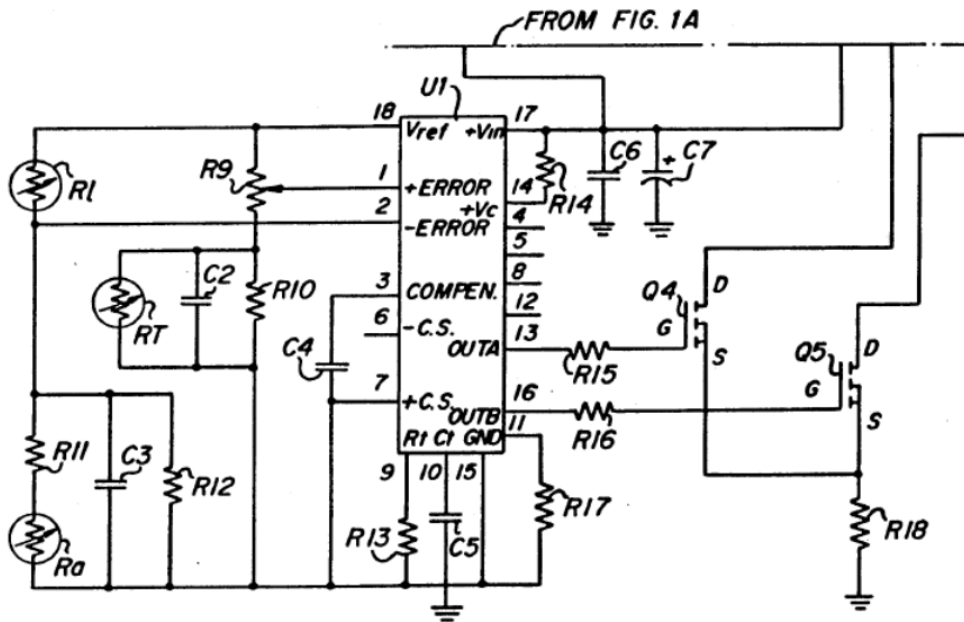 FROM FIG. 1A
U1
18
17
Vref
+Vin
Rl
R9
1
+ERROR
14
+Vc
R14
C6
C7
2
-ERROR
4
5
C2
R10
RT
3
COMPEN.
8
12
6
-C.S.
13
OUTA
C4
R15
Q4
D
G
S
7
+C.S.
OUTB
16
R16
Q5
D
G
S
11
Rt
Ct
GND
9
10
15
R11
C3
R12
R13
C5
R17
R18
Ra